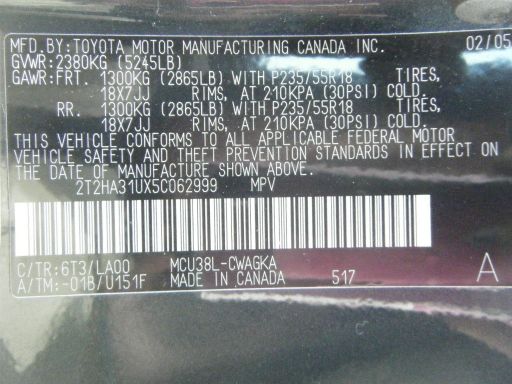 MFD.BY:TOYOTA MOTOR MANUFACTURING CANADA INC. 02/05
GVWR:2380KG (5245LB)
GAWR:FRT. 1300KG (2865LB) WITH P235/55R18 TIRES,
18X7JJ RIMS, AT 210KPA (30PSI) COLD.
RR. 1300KG (2865LB) WITH P235/55R18 TIRES,
18X7JJ RIMS, AT 210KPA (30PSI) COLD.
THIS VEHICLE CONFORMS TO ALL APPLICABLE FEDERAL MOTOR
VEHICLE SAFETY AND THEFT PREVENTION STANDARDS IN EFFECT ON
THE DATE OF MANUFACTURE SHOWN ABOVE.
2T2HA31UX5C062999 MPV
C/TR:6T3/LA00 MCU38L-CWAGKA
A/TM:-01B/U151F MADE IN CANADA 517 A